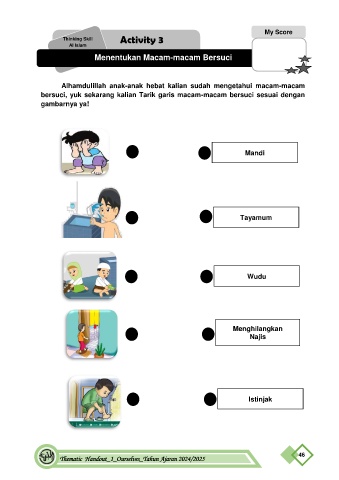 Thinking Skill
Al Islam
Activity 3
My Score
Menentukan Macam-macam Bersuci
Alhamdulillah anak-anak hebat kalian sudah mengetahui macam-macam
bersuci, yuk sekarang kalian Tarik garis macam-macam bersuci sesuai dengan
gambarnya ya!
Mandi
Tayamum
Wudu
Menghilangkan
Najis
Istinjak
Thematic Handout_1_Ourselves_Tahun Ajaran 2024/2025
46